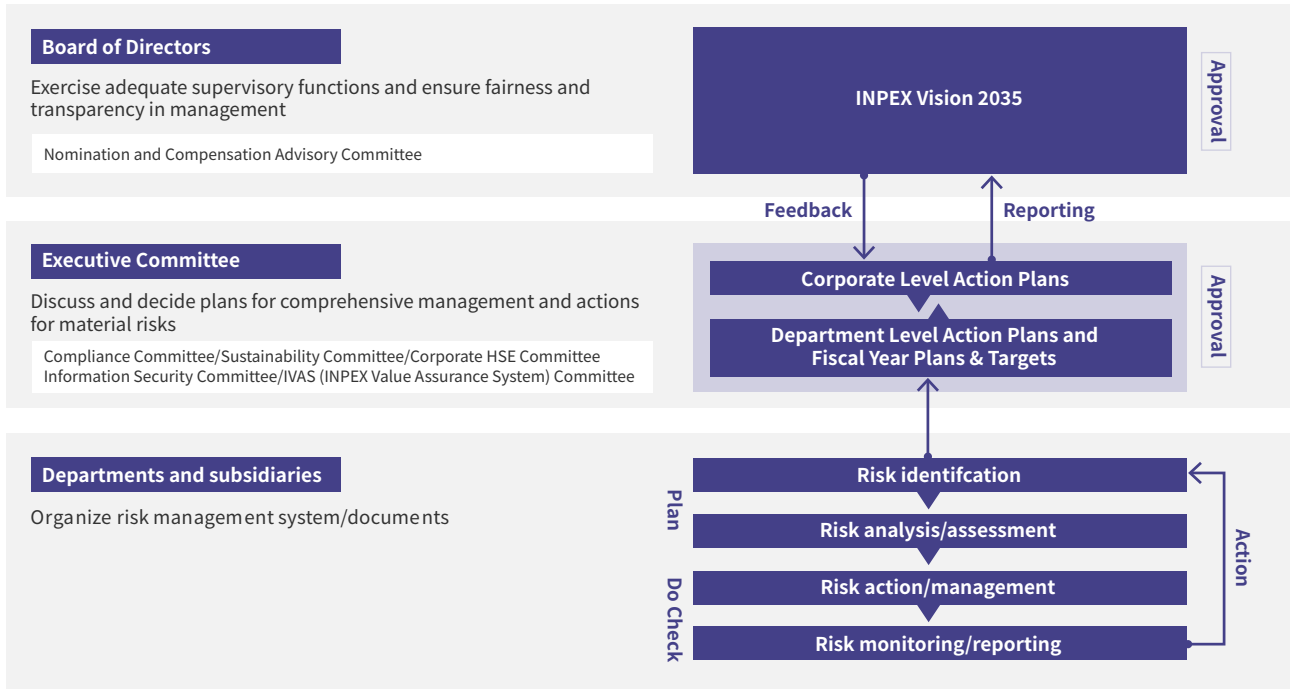 Board of Directors
Exercise adequate supervisory functions and ensure fairness and
transparency in management
Nomination and Compensation Advisory Committee
INPEX Vision 2035
Approval
Feedback
Reporting
Executive Committee
Discuss and decide plans for comprehensive management and actions
for material risks
Compliance Committee/Sustainability Committee/Corporate HSE Committee
Information Security Committee/IVAS (INPEX Value Assurance System) Committee
Corporate Level Action Plans
Department Level Action Plans and
Fiscal Year Plans & Targets
Approval
Departments and subsidiaries
Organize risk management system/documents
Plan
Do Check
Risk identifcation
Risk analysis/assessment
Risk action/management
Risk monitoring/reporting
Action